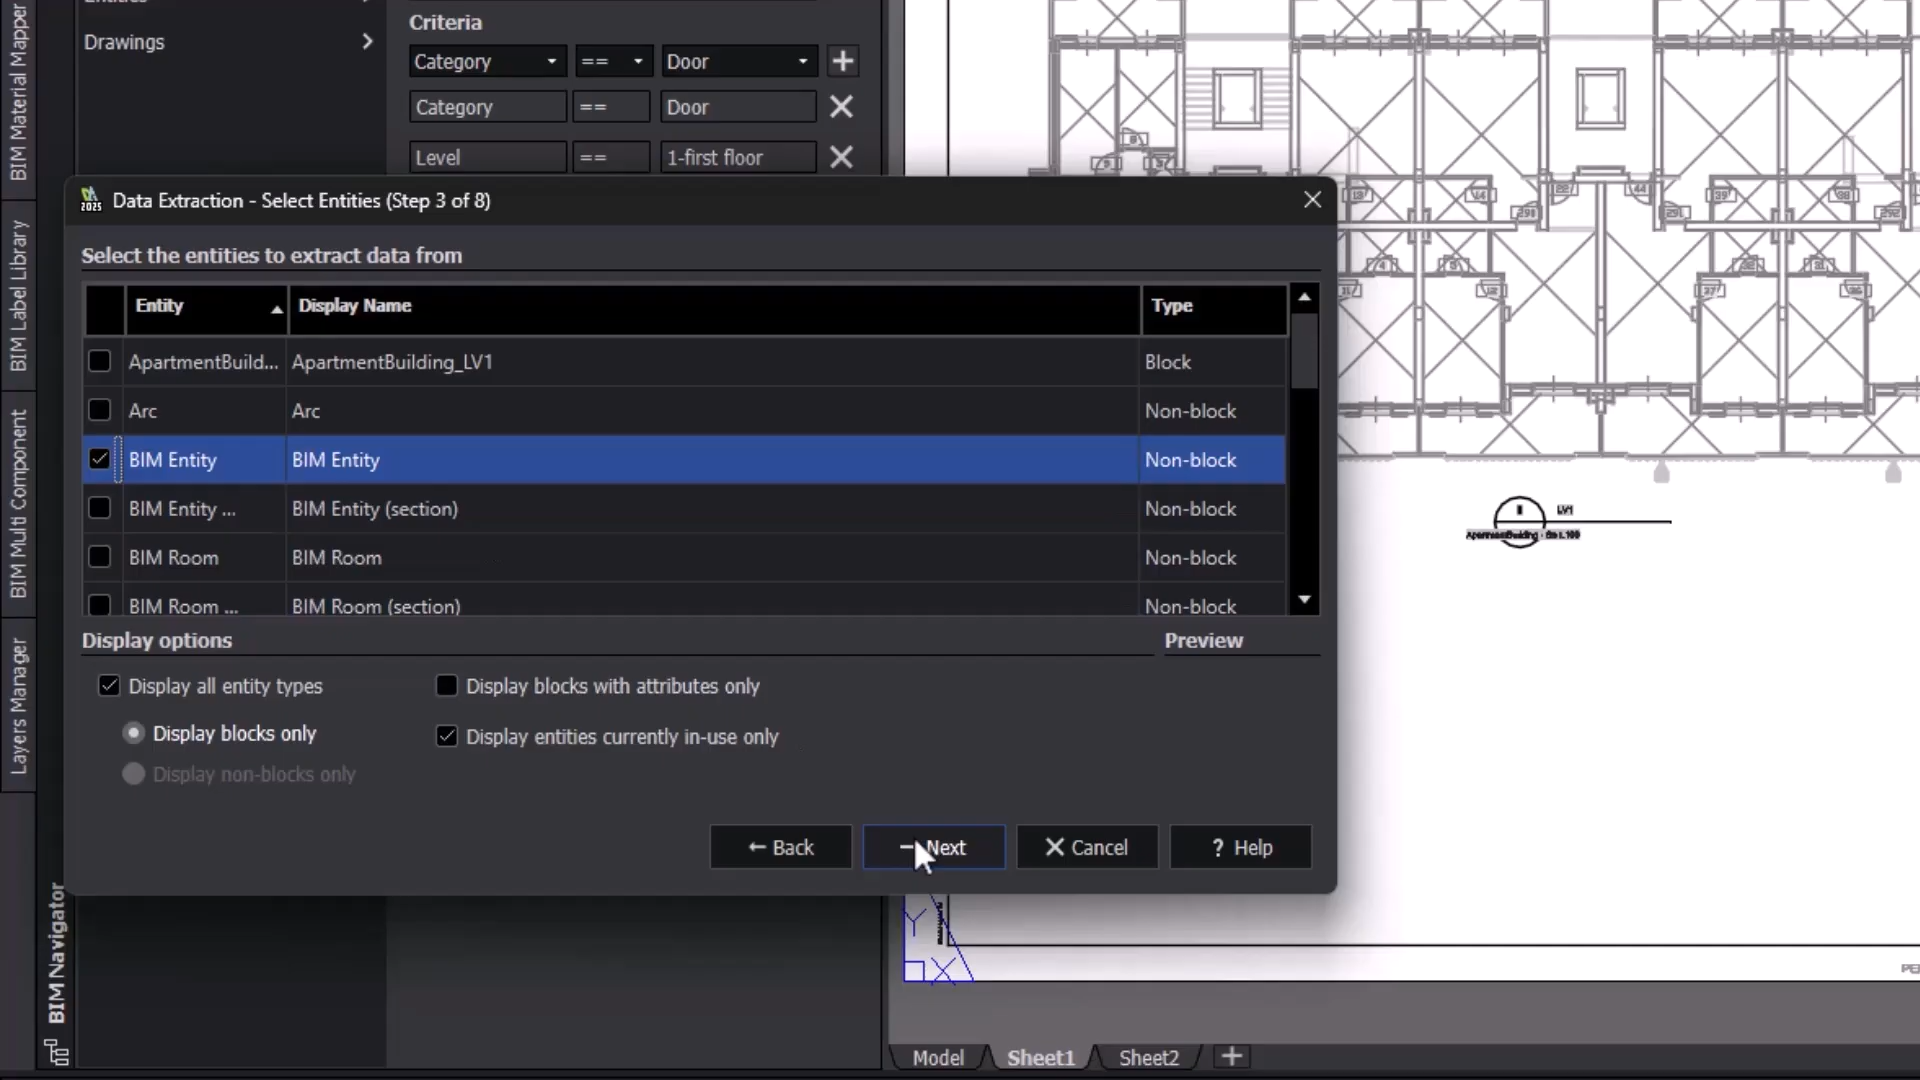 BIM Material Mapper
BIM Label Library
BIM Multi Component
Layers Manager
BIM Navigator
Drawings
Criteria
Category == Door
Category == Door
Level == 1-first floor
2025
Data Extraction - Select Entities (Step 3 of 8)
Select the entities to extract data from
Entity Display Name Type
ApartmentBuild... ApartmentBuilding_LV1 Block
Arc Arc Non-block
BIM Entity BIM Entity Non-block
BIM Entity ... BIM Entity (section) Non-block
BIM Room BIM Room Non-block
BIM Room ... BIM Room (section) Non-block
Display options
Preview
Display all entity types
Display blocks with attributes only
Display blocks only
Display entities currently in-use only
Display non-blocks only
Back
Next
Cancel
? Help
LV1
Y
X
Model
Sheet1
Sheet2